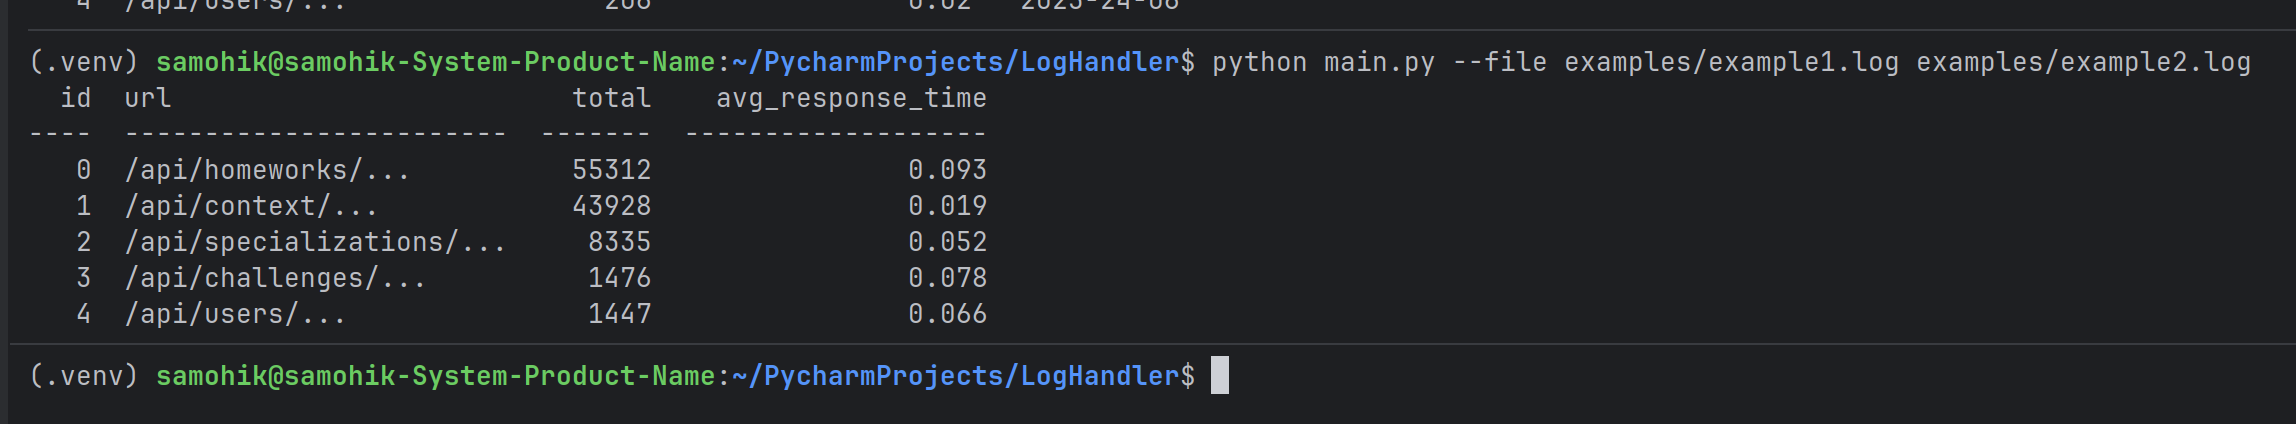 4  /api/users/...                208                0.02   2025-24-06
(.venv) samohik@samohik-System-Product-Name:~/PycharmProjects/LogHandler$ python main.py --file examples/example1.log examples/example2.log
  id  url                         total    avg_response_time
----  ------------------------  -------  -------------------
   0  /api/homeworks/...          55312                0.093
   1  /api/context/...            43928                0.019
   2  /api/specializations/...     8335                0.052
   3  /api/challenges/...          1476                0.078
   4  /api/users/...               1447                0.066
(.venv) samohik@samohik-System-Product-Name:~/PycharmProjects/LogHandler$